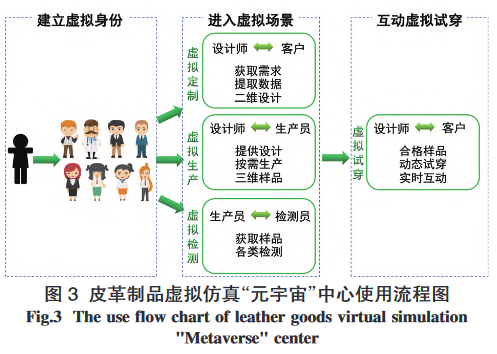 建立虚拟身份
进入虚拟场景
虚拟定制
设计师 客户
获取需求
提取数据
二维设计
虚拟生产
设计师 生产员
提供设计
按需生产
三维样品
虚拟检测
生产员 检测员
获取样品
各类检测
互动虚拟试穿
虚拟试穿
设计师 客户
合格样品
动态试穿
实时互动
图 3 皮革制品虚拟仿真“元宇宙”中心使用流程图
Fig.3 The use flow chart of leather goods virtual simulation
"Metaverse" center